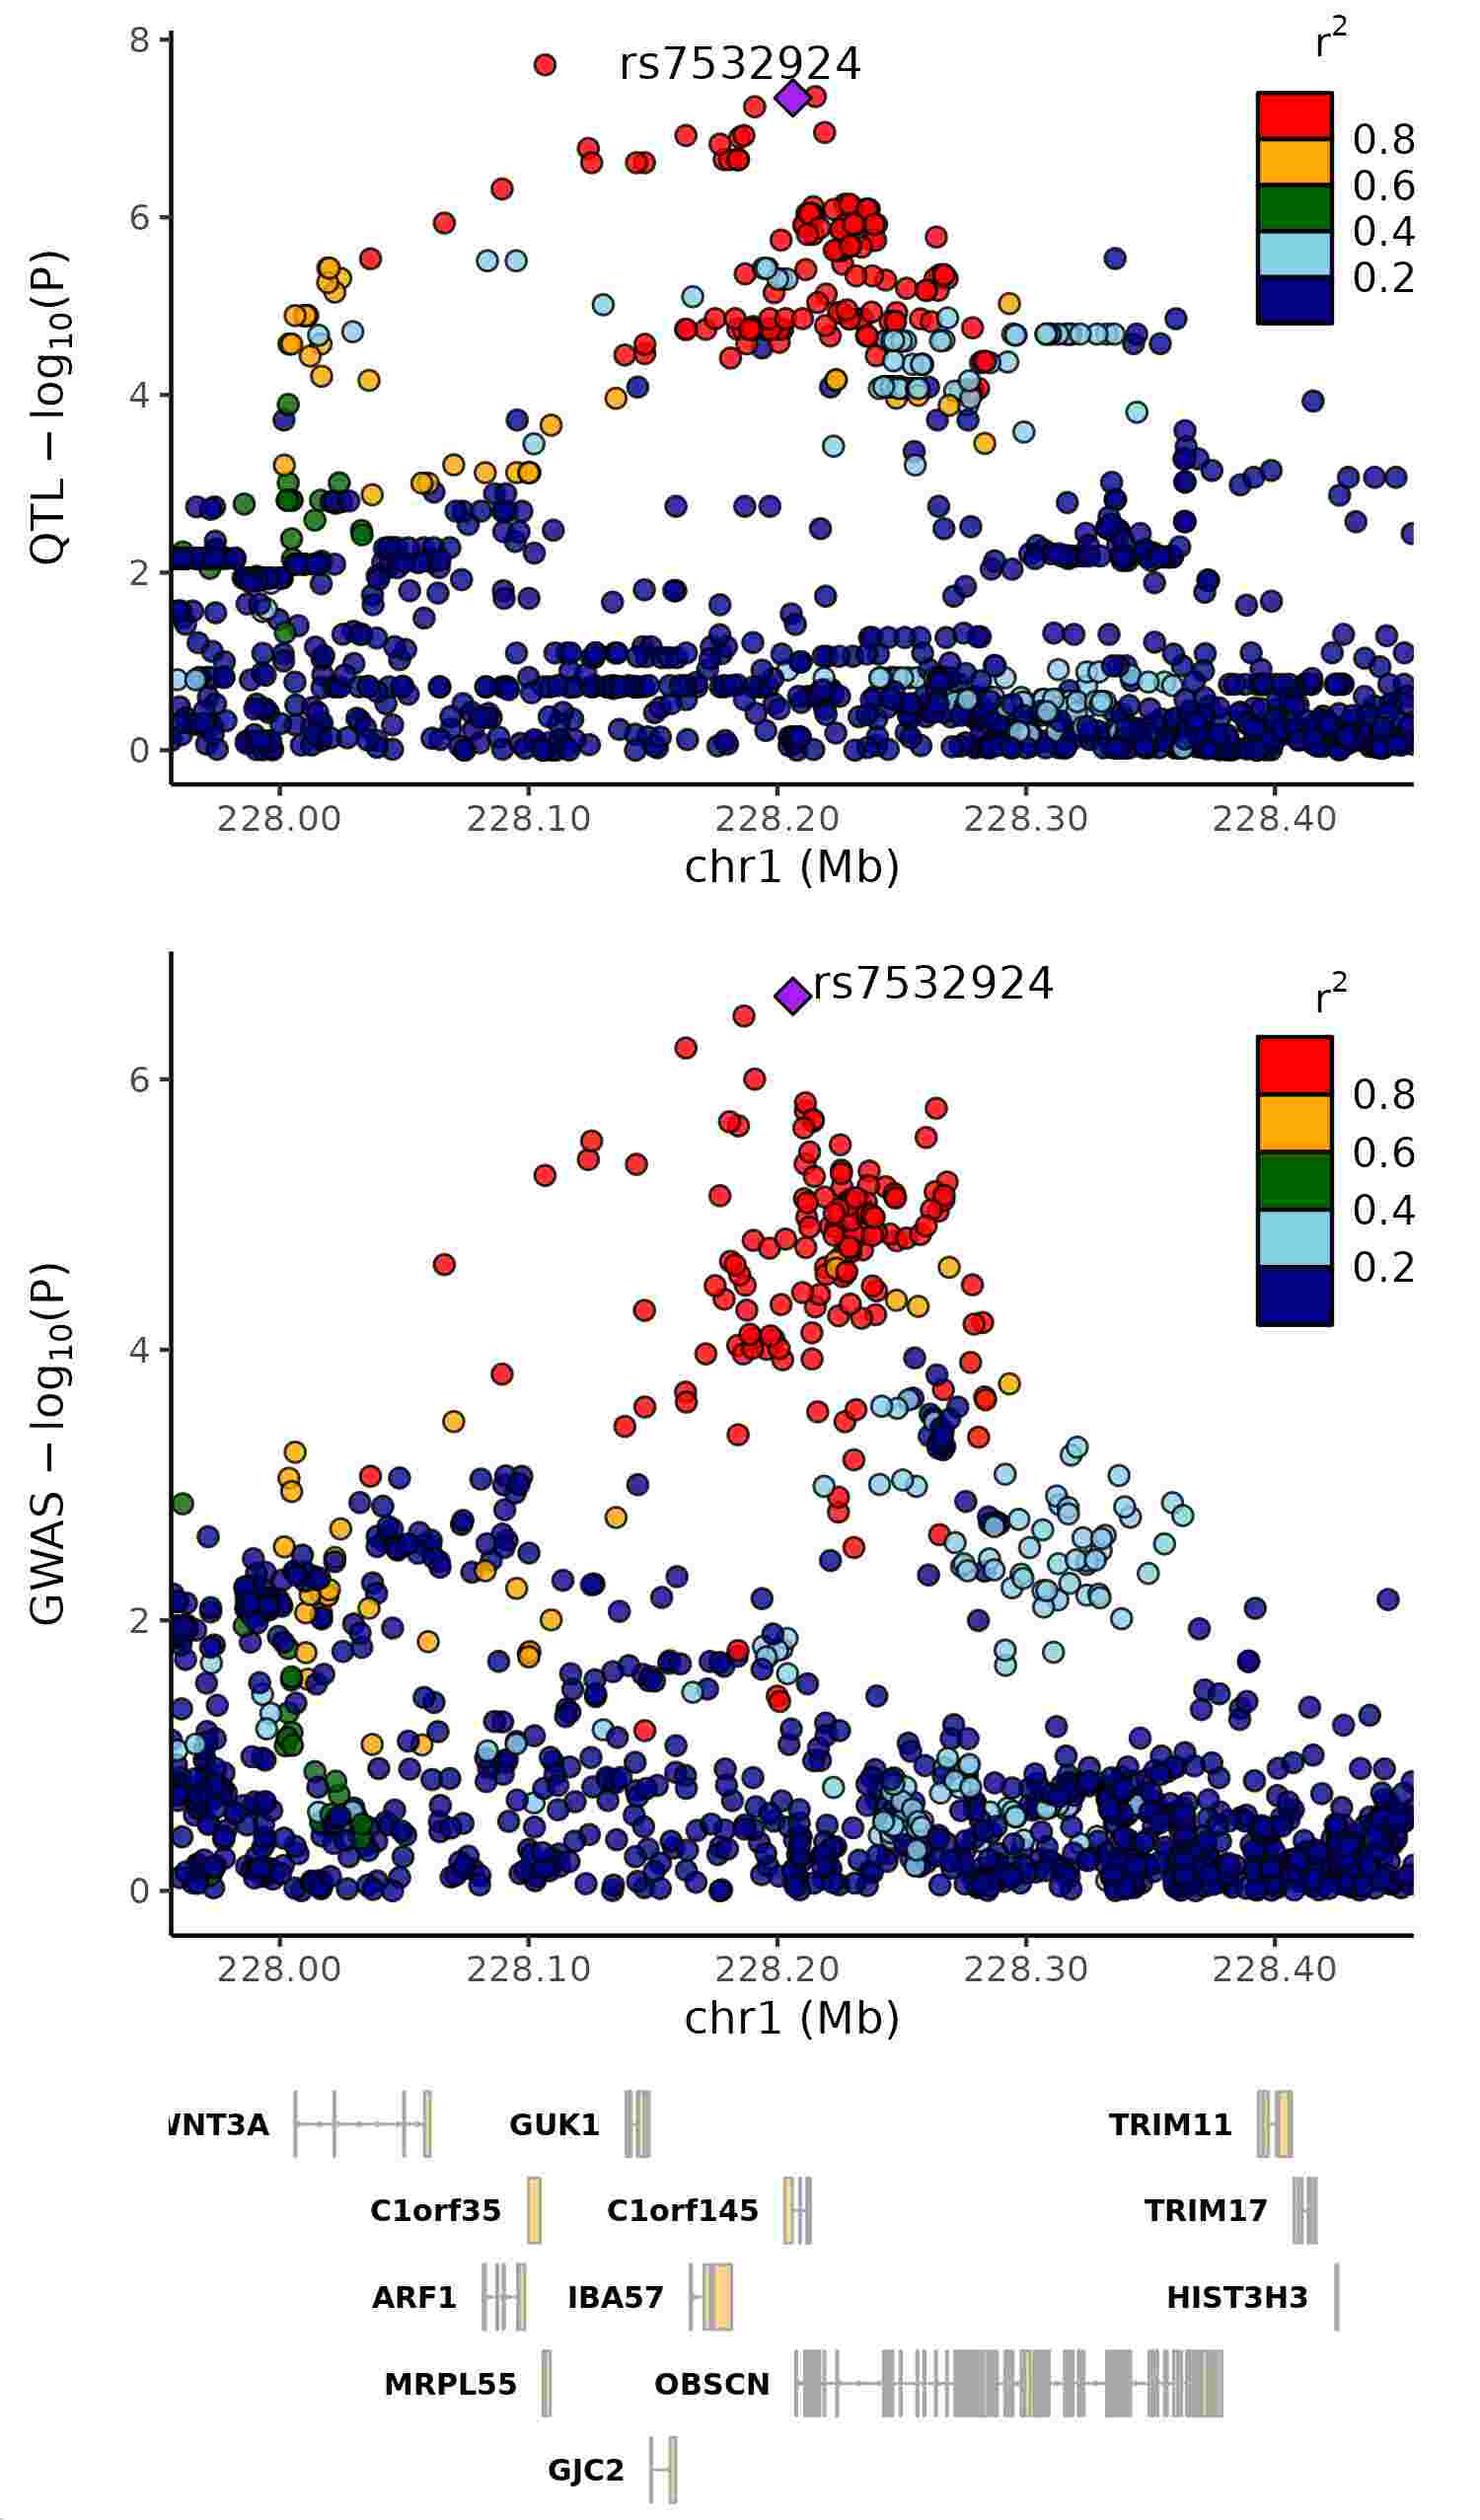 rs7532924
r2
8
6
4
2
0
0.8
0.6
0.4
0.2
QTL − log10(P)
228.00 228.10 228.20 228.30 228.40
chr1 (Mb)
rs7532924
r2
6
4
2
0
0.8
0.6
0.4
0.2
GWAS − log10(P)
228.00 228.10 228.20 228.30 228.40
chr1 (Mb)
WNT3A GUK1 TRIM11
C1orf35 C1orf145 TRIM17
ARF1 IBA57 HIST3H3
MRPL55 OBSCN
GJC2